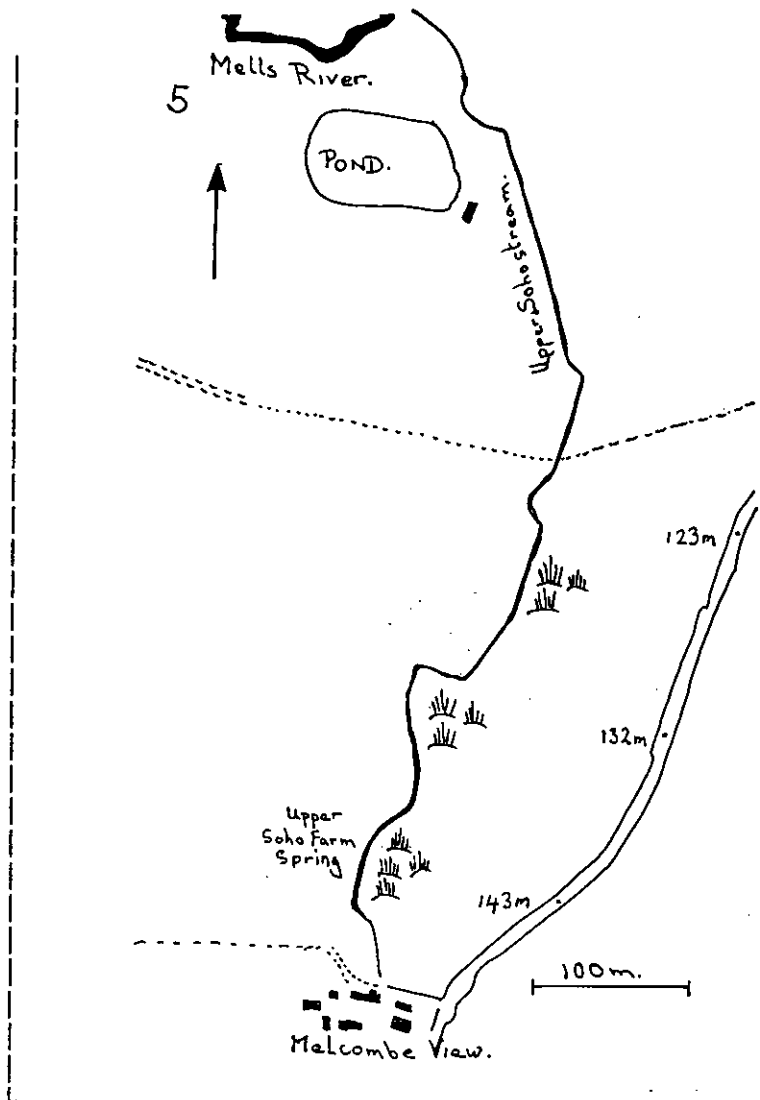 Mells River.
5
POND.
Upper Soho stream.
123m
132m
Upper
Soho Farm
Spring
143m
100m.
Melcombe View.